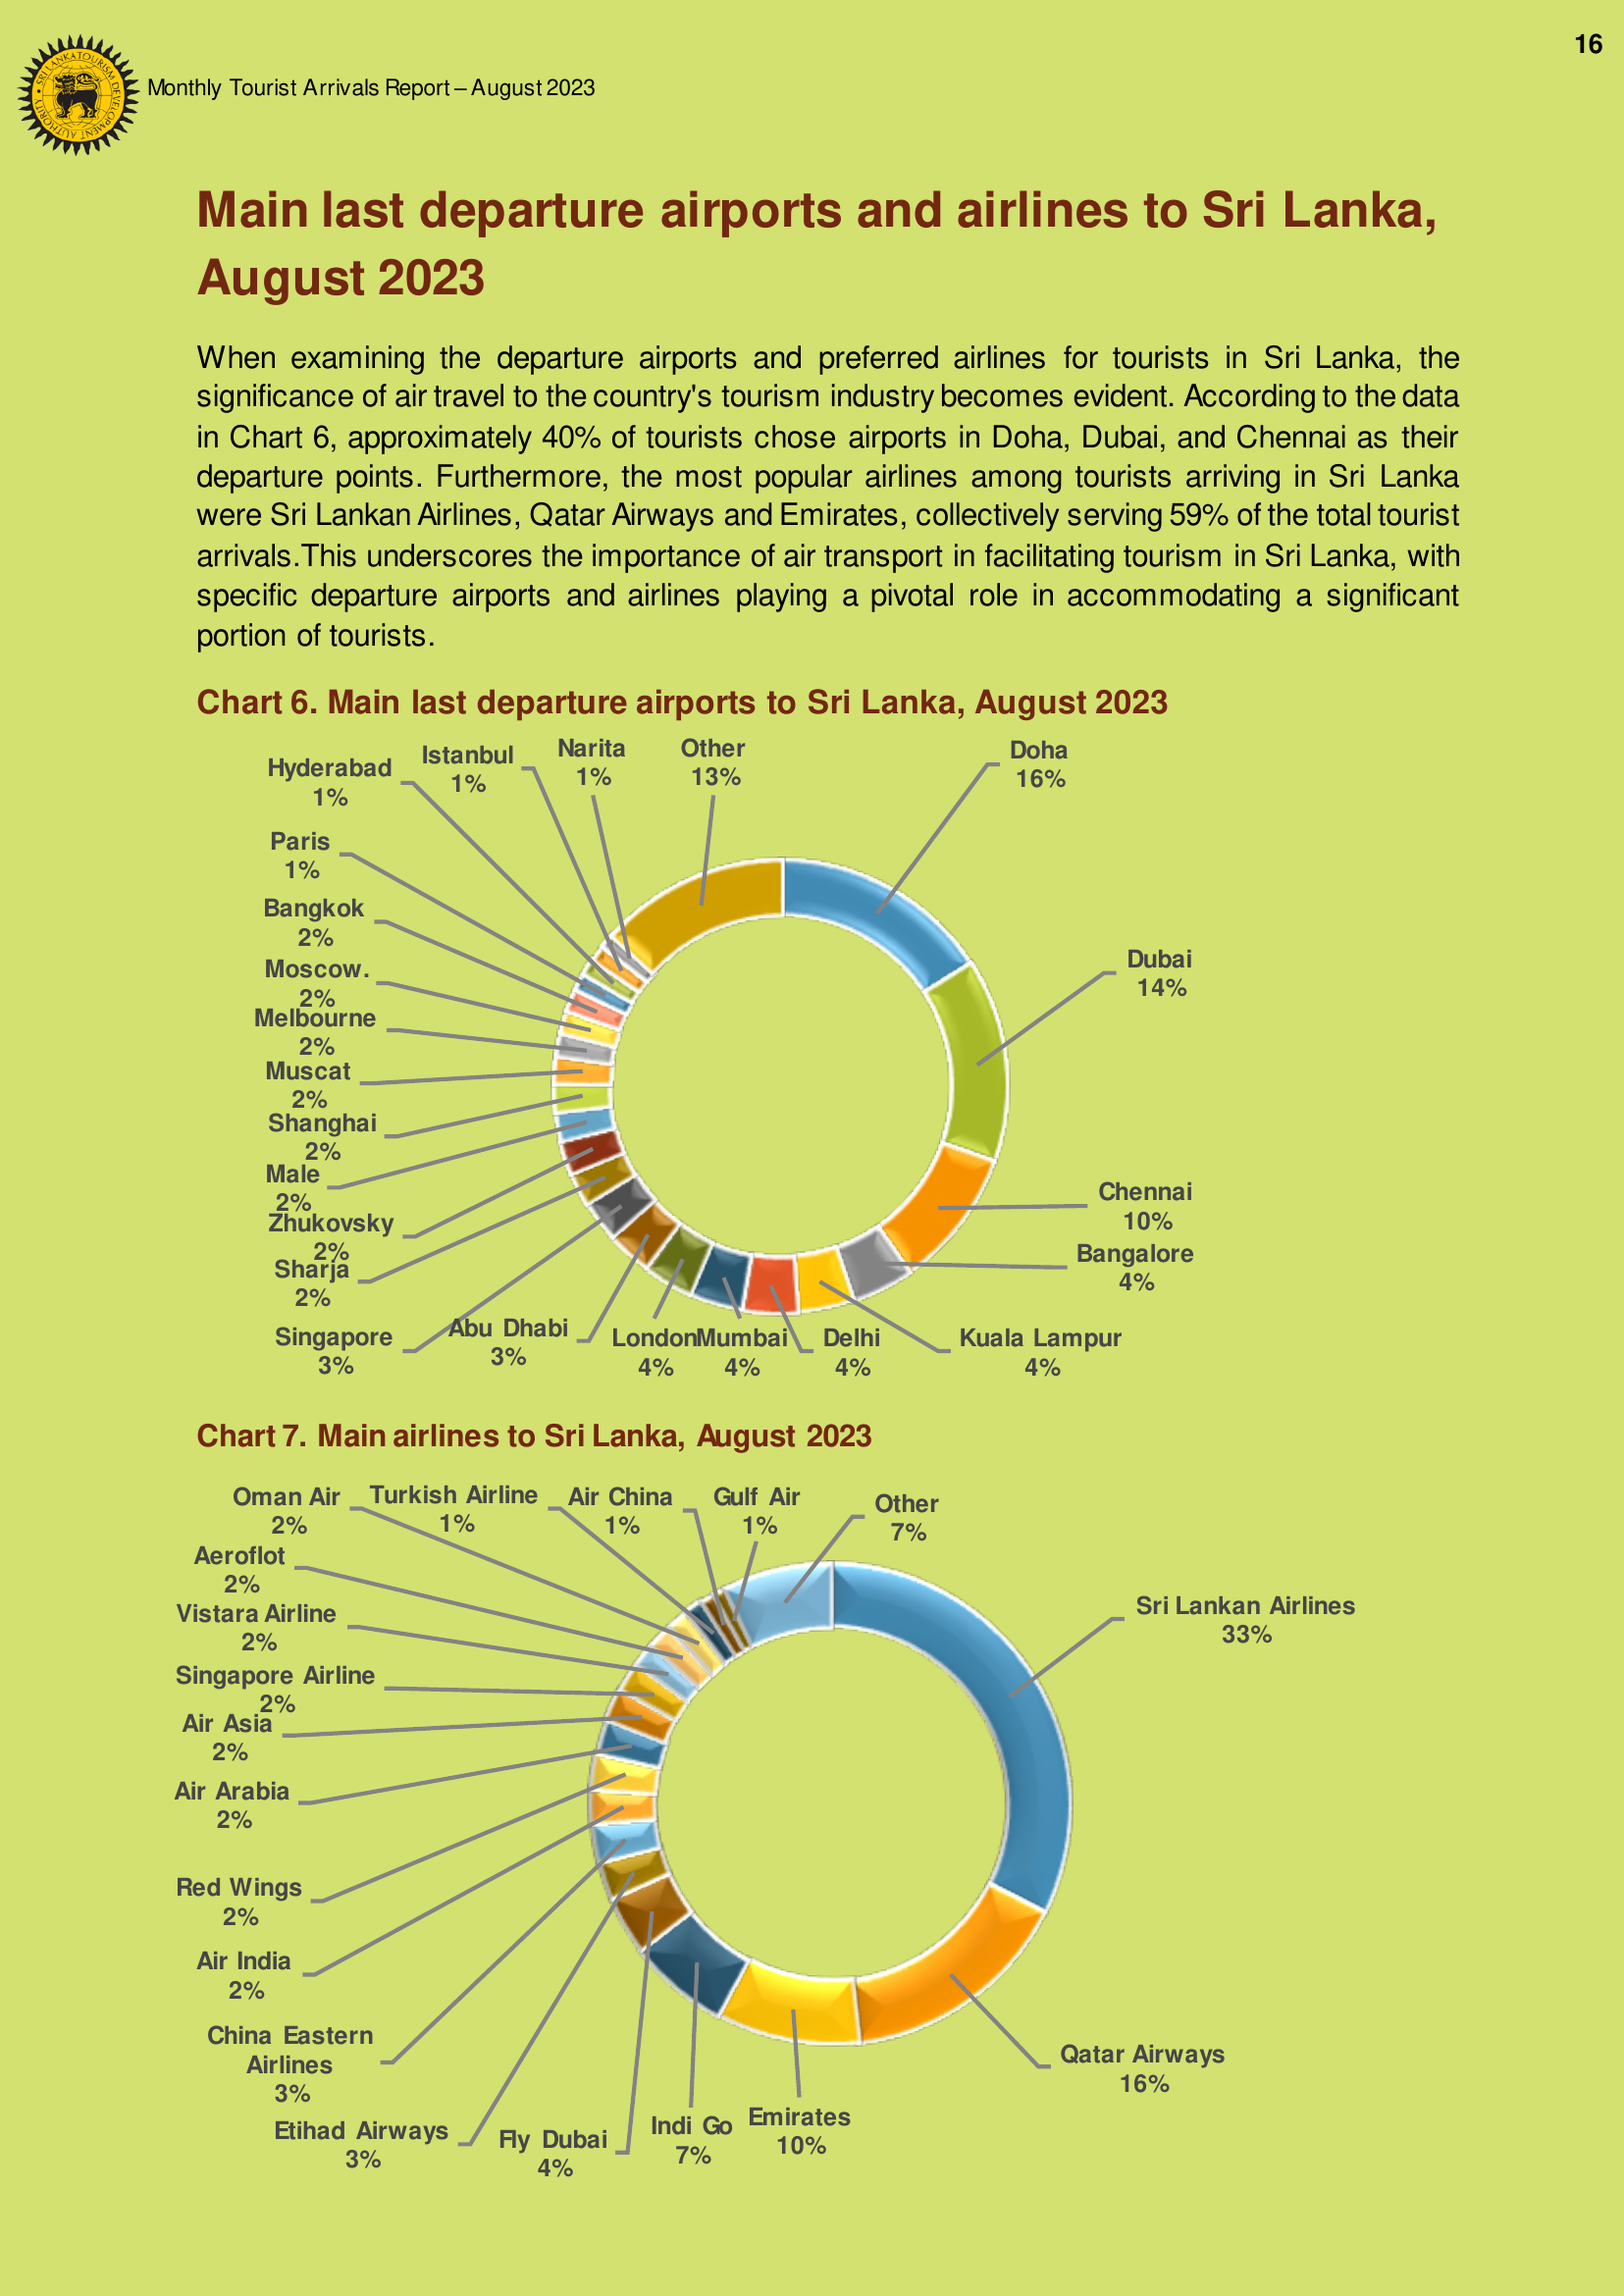 16
SRI LANKA TOURISM DEVELOPMENT AUTHORITY
Monthly Tourist Arrivals Report – August 2023
Main last departure airports and airlines to Sri Lanka,
August 2023
When examining the departure airports and preferred airlines for tourists in Sri Lanka, the
significance of air travel to the country's tourism industry becomes evident. According to the data
in Chart 6, approximately 40% of tourists chose airports in Doha, Dubai, and Chennai as their
departure points. Furthermore, the most popular airlines among tourists arriving in Sri Lanka
were Sri Lankan Airlines, Qatar Airways and Emirates, collectively serving 59% of the total tourist
arrivals.This underscores the importance of air transport in facilitating tourism in Sri Lanka, with
specific departure airports and airlines playing a pivotal role in accommodating a significant
portion of tourists.
Chart 6. Main last departure airports to Sri Lanka, August 2023
Doha
16%
Dubai
14%
Chennai
10%
Bangalore
4%
Kuala Lampur
4%
Delhi
4%
Mumbai
4%
London
4%
Abu Dhabi
3%
Singapore
3%
Sharja
2%
Zhukovsky
2%
Male
2%
Shanghai
2%
Muscat
2%
Melbourne
2%
Moscow.
2%
Bangkok
2%
Paris
1%
Hyderabad
1%
Istanbul
1%
Narita
1%
Other
13%
Chart 7. Main airlines to Sri Lanka, August 2023
Sri Lankan Airlines
33%
Qatar Airways
16%
Emirates
10%
Indi Go
7%
Fly Dubai
4%
Etihad Airways
3%
China Eastern
Airlines
3%
Air India
2%
Red Wings
2%
Air Arabia
2%
Air Asia
2%
Singapore Airline
2%
Vistara Airline
2%
Aeroflot
2%
Oman Air
2%
Turkish Airline
1%
Air China
1%
Gulf Air
1%
Other
7%